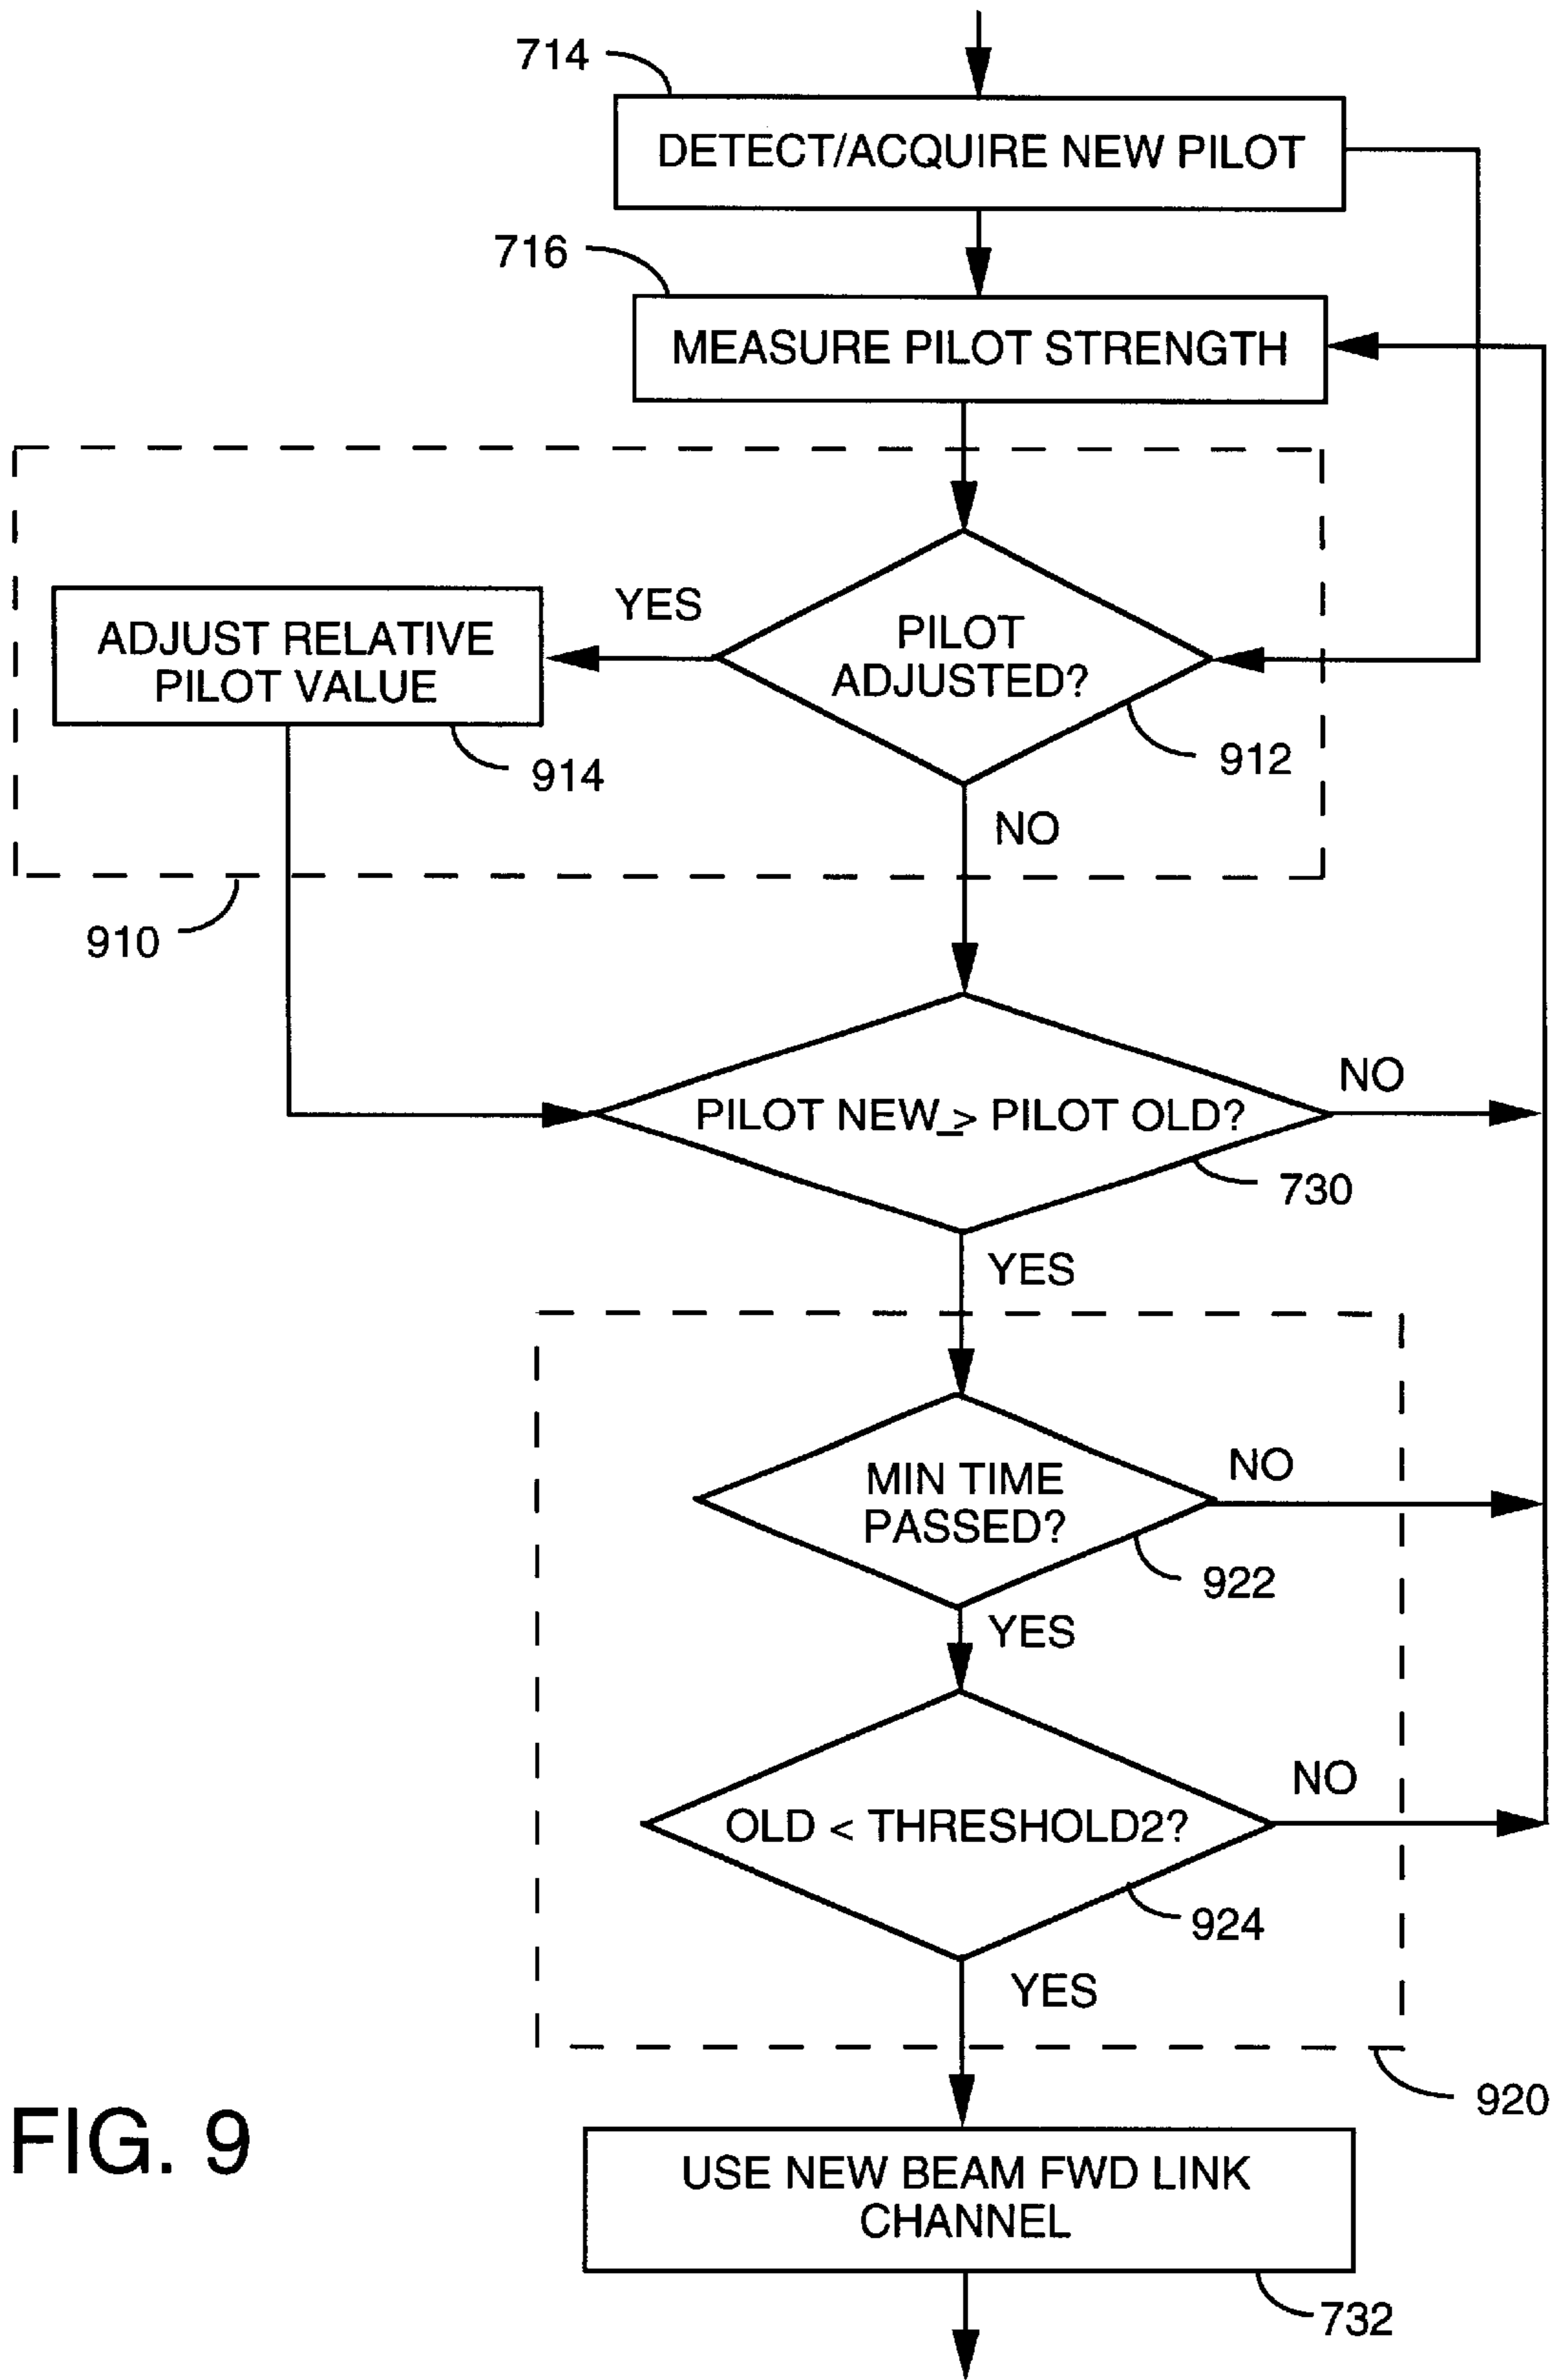 714
DETECT/ACQUIRE NEW PILOT
716
MEASURE PILOT STRENGTH
YES
ADJUST RELATIVE
PILOT VALUE
PILOT
ADJUSTED?
912
914
NO
910
NO
PILOT NEW_> PILOT OLD?
730
YES
MIN TIME
PASSED?
NO
922
YES
NO
OLD < THRESHOLD2?
924
YES
920
FIG. 9
USE NEW BEAM FWD LINK
CHANNEL
732